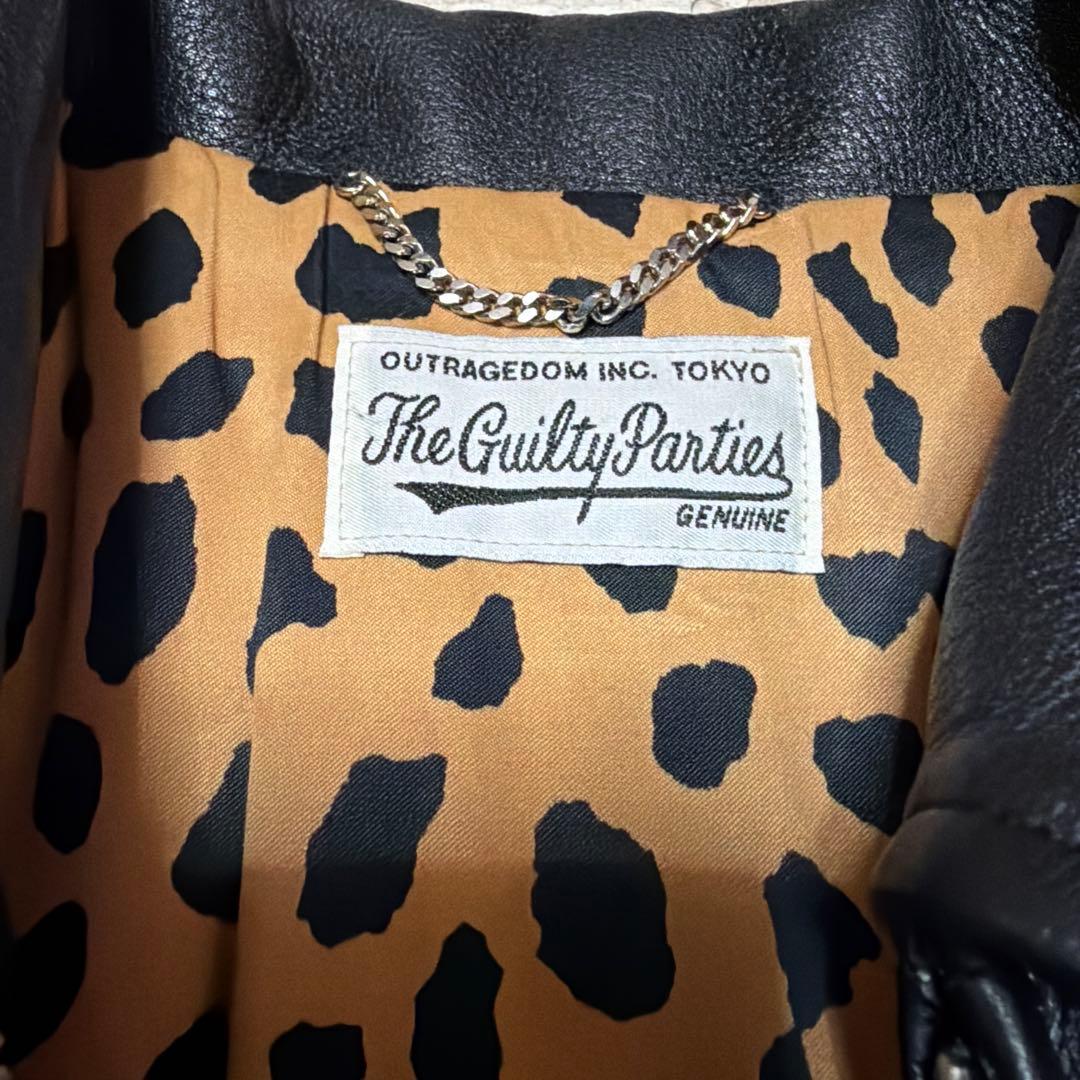 OUTRAGEDOM INC. TOKYO
The Guilty Parties
GENUINE